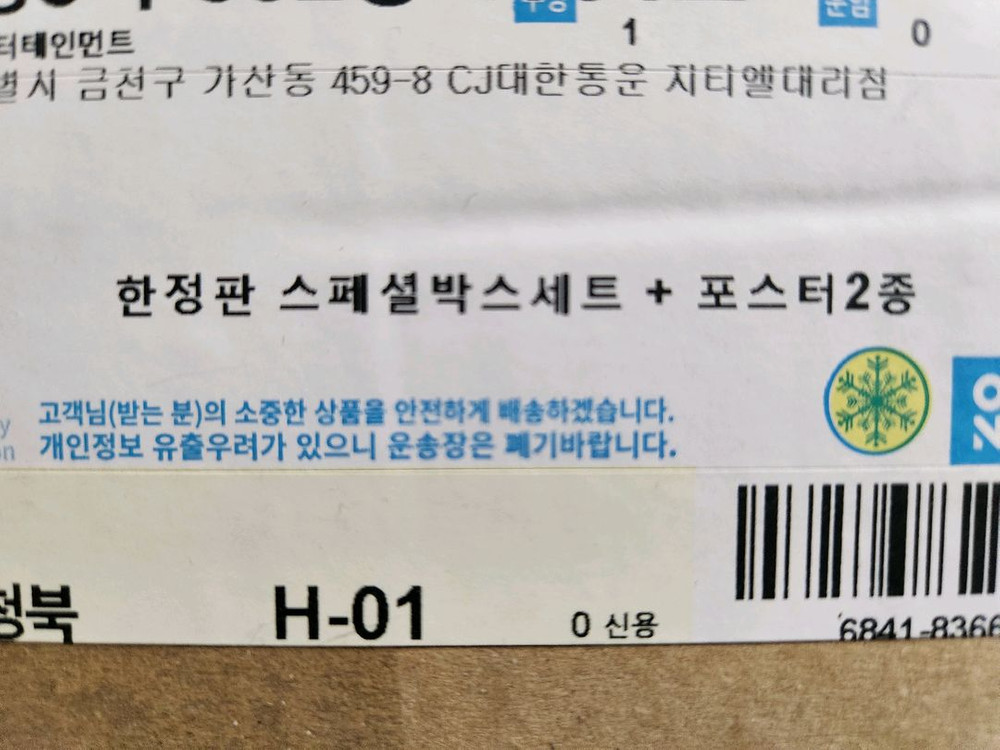 1
0
터테인먼트
별시 금천구 가산동 459-8 CJ대한통운 지티엘대리점
한정판 스페셜박스세트 + 포스터2종
고객님(받는 분)의 소중한 상품을 안전하게 배송하겠습니다.
개인정보 유출우려가 있으니 운송장은 폐기바랍니다.
H-01
0 신용
6841-8366